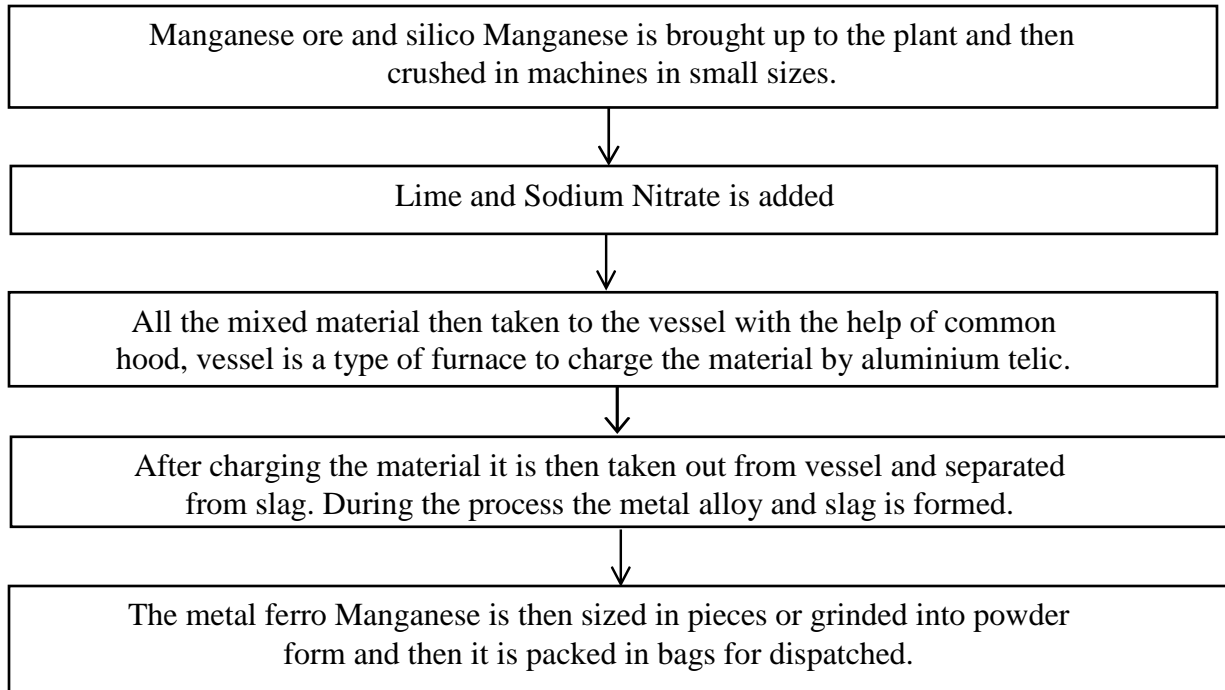 Manganese ore and silico Manganese is brought up to the plant and then
crushed in machines in small sizes.
Lime and Sodium Nitrate is added
All the mixed material then taken to the vessel with the help of common
hood, vessel is a type of furnace to charge the material by aluminium telic.
After charging the material it is then taken out from vessel and separated
from slag. During the process the metal alloy and slag is formed.
The metal ferro Manganese is then sized in pieces or grinded into powder
form and then it is packed in bags for dispatched.